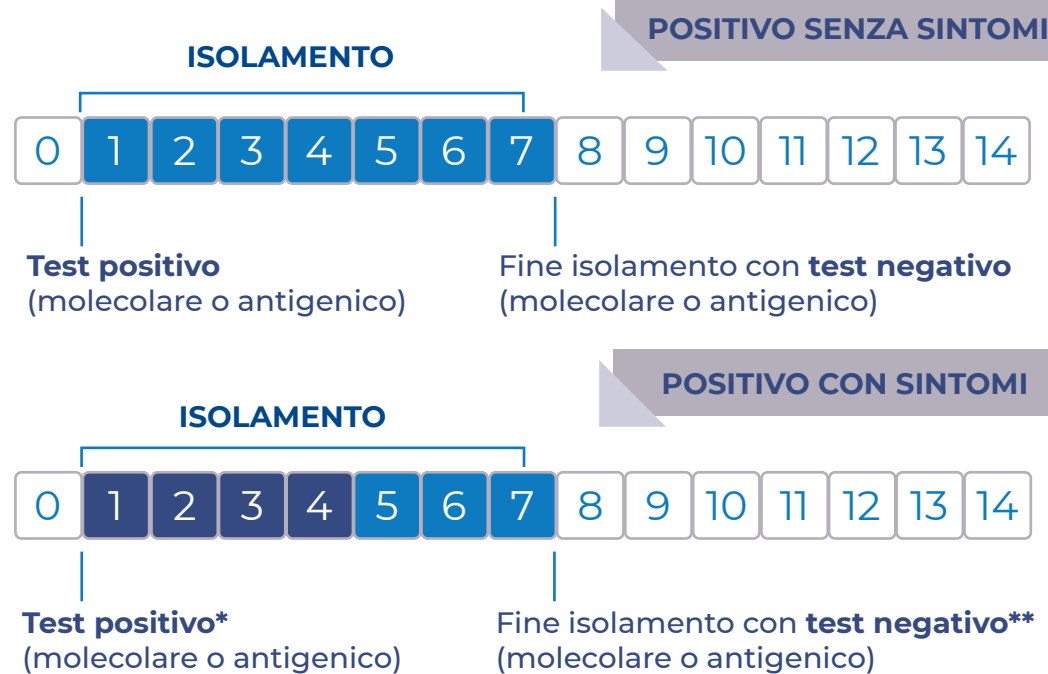 POSITIVO SENZA SINTOMI
ISOLAMENTO
0 1 2 3 4 5 6 7 8 9 10 11 12 13 14
Test positivo
(molecolare o antigenico)
Fine isolamento con test negativo
(molecolare o antigenico)
POSITIVO CON SINTOMI
ISOLAMENTO
0 1 2 3 4 5 6 7 8 9 10 11 12 13 14
Test positivo*
(molecolare o antigenico)
Fine isolamento con test negativo**
(molecolare o antigenico)